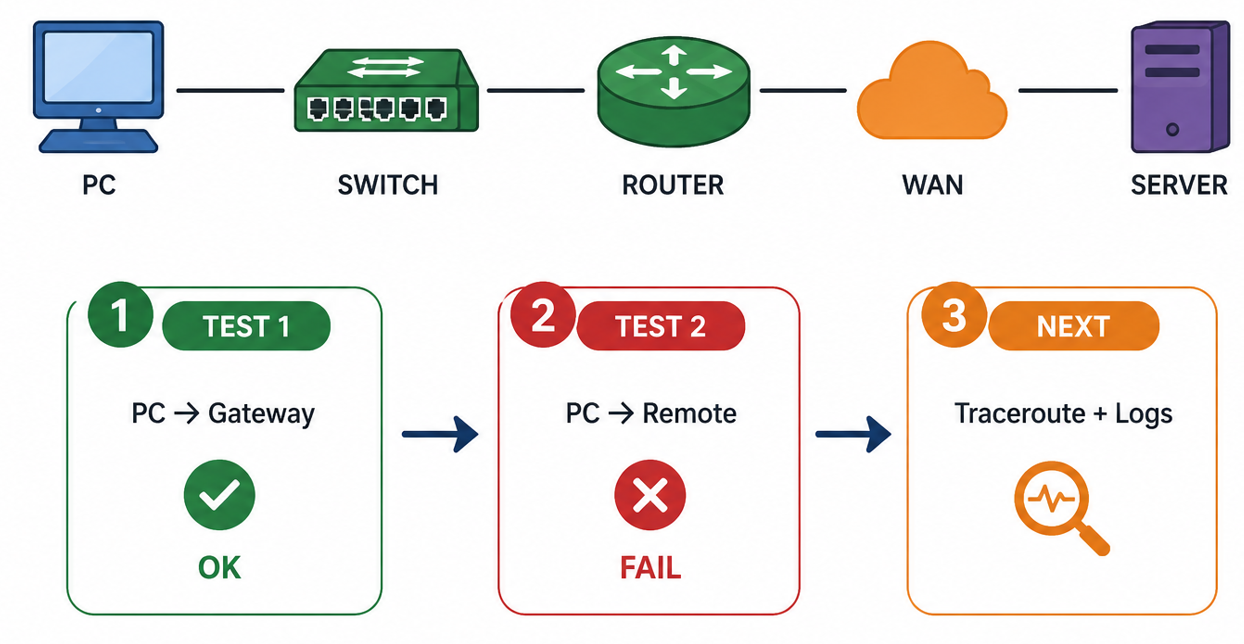 PC
SWITCH
ROUTER
WAN
SERVER
1
TEST 1
PC → Gateway
OK
2
TEST 2
PC → Remote
FAIL
3
NEXT
Traceroute + Logs